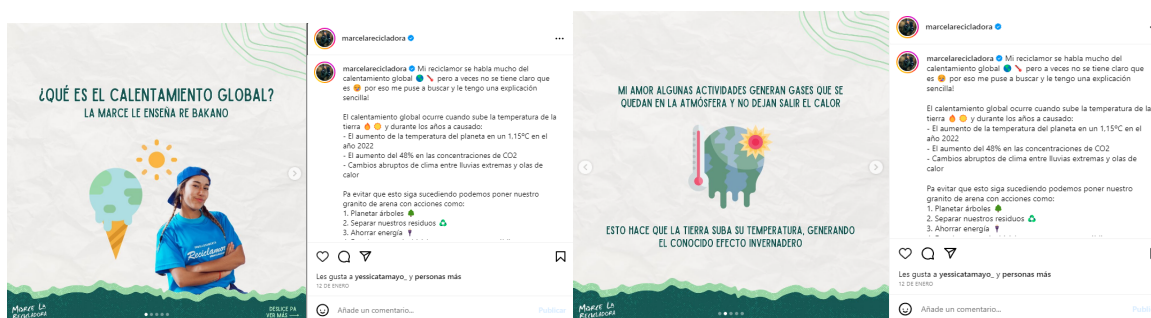 ¿QUÉ ES EL CALENTAMIENTO GLOBAL?
LA MARCE LE ENSEÑA RE BAKANO
Reciclamor
MARCE LA
RECICLADORA
DESLICE PA
VER MÁS
marcelarecicladora
marcelarecicladora Mi reciclamor se habla mucho del
calentamiento global pero a veces no se tiene claro que
es por eso me puse a buscar y le tengo una explicación
sencilla!
El calentamiento global ocurre cuando sube la temperatura de la
tierra y durante los años a causado:
- El aumento de la temperatura del planeta en un 1.15ºC en el
año 2022
- El aumento del 48% en las concentraciones de CO2
- Cambios abruptos de clima entre lluvias extremas y olas de
calor
Pa evitar que esto siga sucediendo podemos poner nuestro
granito de arena con acciones como:
1. Planetar árboles
2. Separar nuestros residuos
3. Ahorrar energía
Les gusta a yessicatamayo_ y personas más
12 DE ENERO
Añade un comentario...
Publicar
MI AMOR ALGUNAS ACTIVIDADES GENERAN GASES QUE SE
QUEDAN EN LA ATMÓSFERA Y NO DEJAN SALIR EL CALOR
ESTO HACE QUE LA TIERRA SUBA SU TEMPERATURA, GENERANDO
EL CONOCIDO EFECTO INVERNADERO
MARCE LA
RECICLADORA
marcelarecicladora
marcelarecicladora Mi reciclamor se habla mucho del
calentamiento global pero a veces no se tiene claro que
es por eso me puse a buscar y le tengo una explicación
sencilla!
El calentamiento global ocurre cuando sube la temperatura de la
tierra y durante los años a causado:
- El aumento de la temperatura del planeta en un 1.15ºC en el
año 2022
- El aumento del 48% en las concentraciones de CO2
- Cambios abruptos de clima entre lluvias extremas y olas de
calor
Pa evitar que esto siga sucediendo podemos poner nuestro
granito de arena con acciones como:
1. Planetar árboles
2. Separar nuestros residuos
3. Ahorrar energía
Les gusta a yessicatamayo_ y personas más
12 DE ENERO
Añade un comentario...